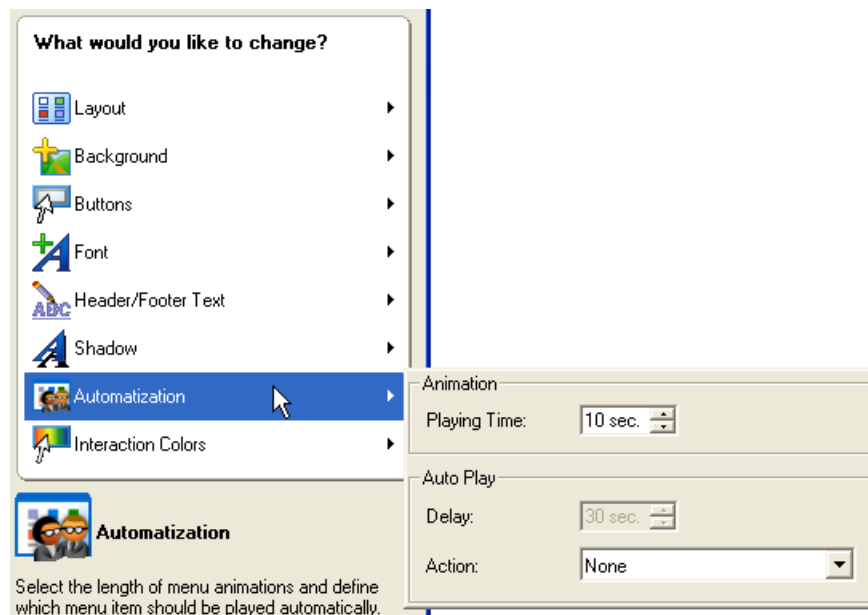 What would you like to change?
Layout
Background
Buttons
Font
ABC Header/Footer Text
Shadow
Automatization
Interaction Colors
Animation
Playing Time: 10 sec.
Auto Play
Delay: 30 sec.
Action: None
Automatization
Select the length of menu animations and define
which menu item should be played automatically.